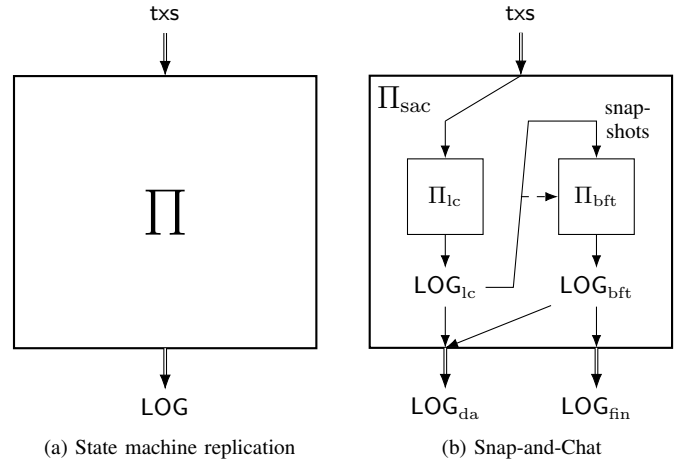 txs
Π
LOG
(a) State machine replication
txs
Π_sac
snap-
shots
Π_lc
Π_bft
LOG_lc
LOG_bft
LOG_da
LOG_fin
(b) Snap-and-Chat